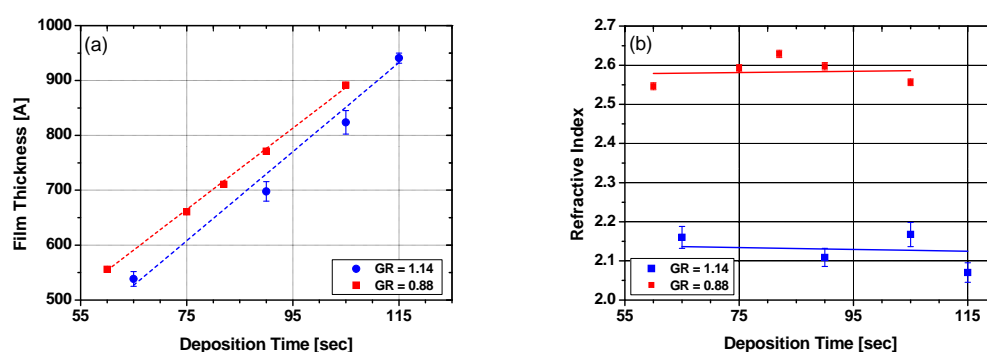 (a)
Film Thickness [A]
1000
900
800
700
600
500
55
75
95
115
Deposition Time [sec]
GR = 1.14
GR = 0.88
(b)
Refractive Index
2.7
2.6
2.5
2.4
2.3
2.2
2.1
2.0
55
75
95
115
Deposition Time [sec]
GR = 1.14
GR = 0.88